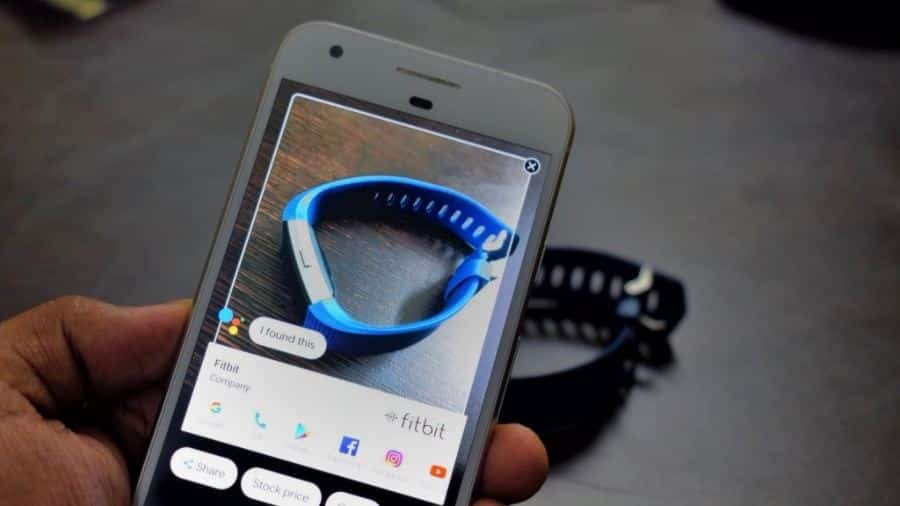 I found this
Fitbit
Company
fitbit
Share
Stock price